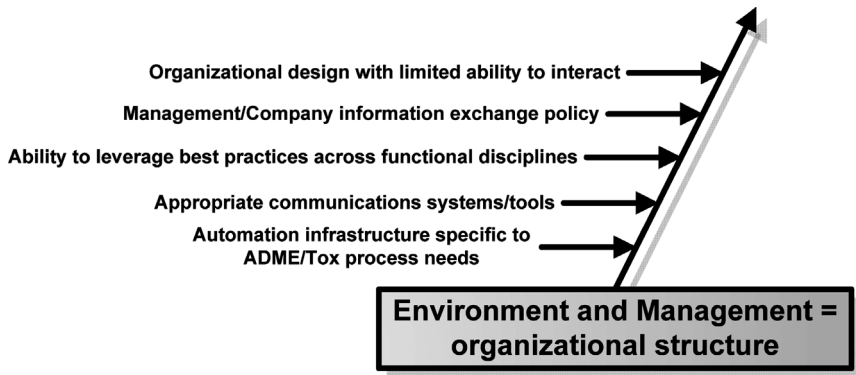 Organizational design with limited ability to interact
Management/Company information exchange policy
Ability to leverage best practices across functional disciplines
Appropriate communications systems/tools
Automation infrastructure specific to
ADME/Tox process needs
Environment and Management =
organizational structure